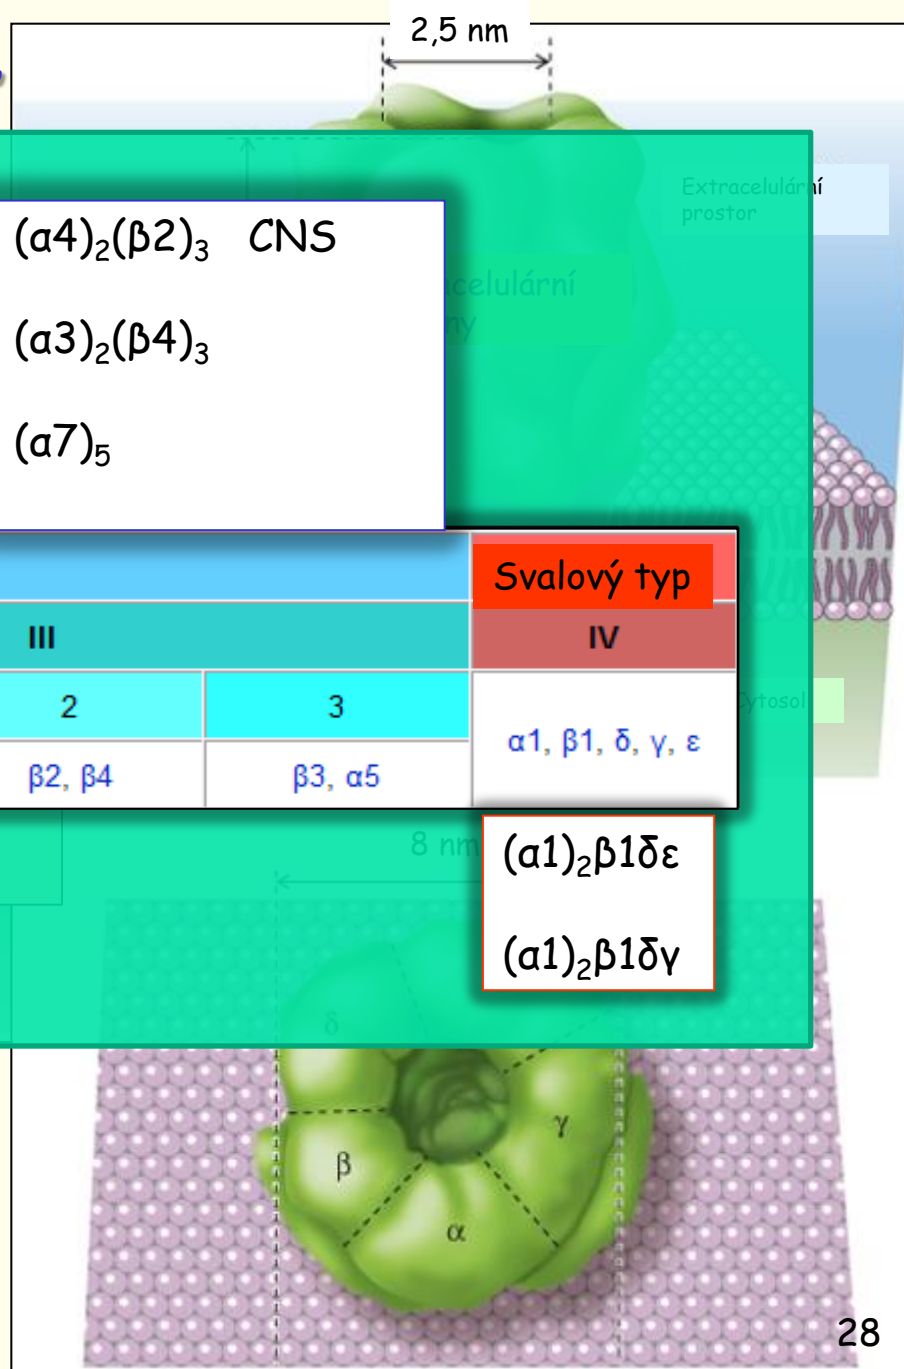 2,5 nm
Extracelulární
prostor
(α4)₂(β2)₃ CNS
(α3)₂(β4)₃
(α7)₅
Svalový typ
III IV
2 3
α1, β1, δ, γ, ε
β2, β4 β3, α5
Cytosol
8 nm
(α1)₂β1δε
(α1)₂β1δγ
δ
γ
β
α
28